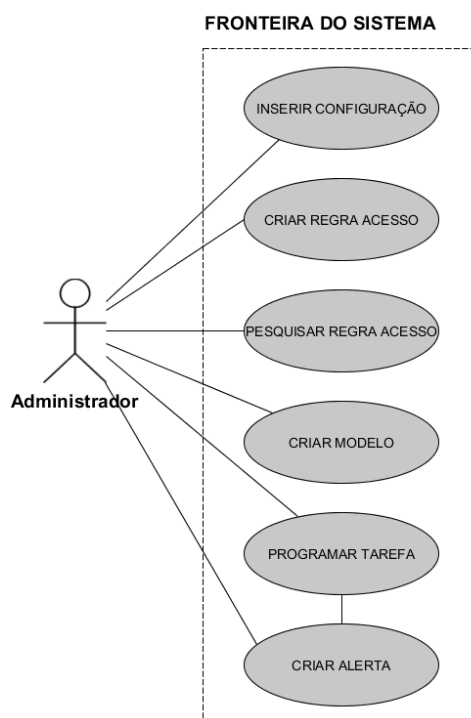 FRONTEIRA DO SISTEMA
INSERIR CONFIGURAÇÃO
CRIAR REGRA ACESSO
PESQUISAR REGRA ACESSO
Administrador
CRIAR MODELO
PROGRAMAR TAREFA
CRIAR ALERTA